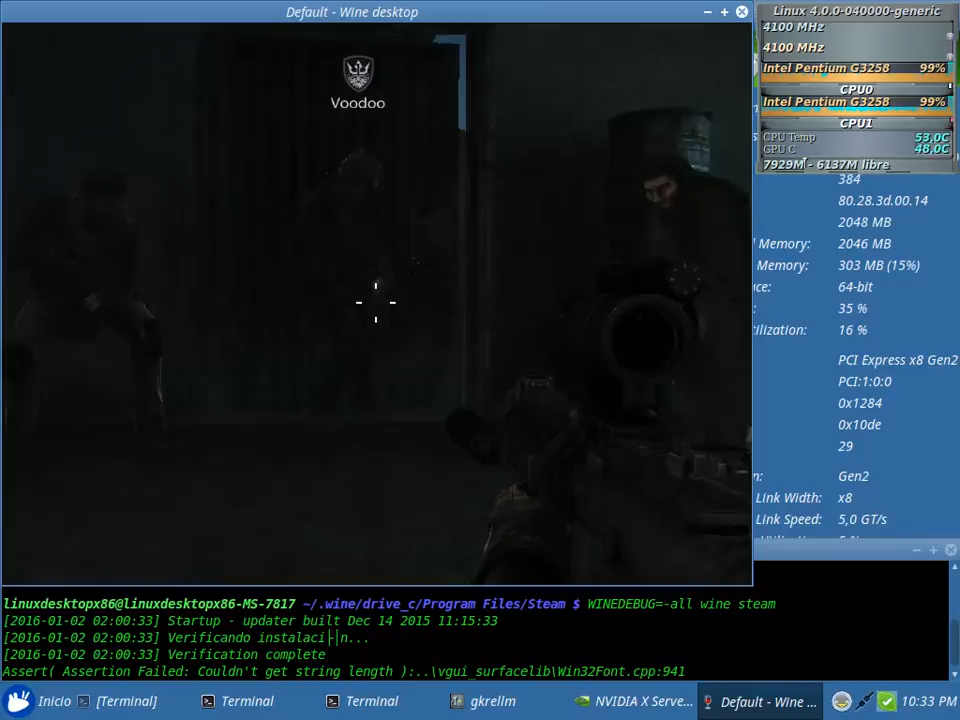 Default - Wine desktop
Voodoo
Linux 4.0.0-040000-generic
4100 MHz
4100 MHz
Intel Pentium G3258 99%
CPU0
Intel Pentium G3258 99%
CPU1
CPU Temp 53.0C
GPU C 48.0C
7929M - 6137M libre
384
80.28.3d.00.14
2048 MB
Memory: 2046 MB
Memory: 303 MB (15%)
ce: 64-bit
: 35 %
ilization: 16 %
PCI Express x8 Gen2
PCI:1:0:0
0x1284
0x10de
29
n: Gen2
Link Width: x8
Link Speed: 5,0 GT/s
linuxdesktopx86@linuxdesktopx86-MS-7817 ~/.wine/drive_c/Program Files/Steam $ WINEDEBUG=-all wine steam
[2016-01-02 02:00:33] Startup - updater built Dec 14 2015 11:15:33
[2016-01-02 02:00:33] Verificando instalaci├│n...
[2016-01-02 02:00:33] Verification complete
Assert( Assertion Failed: Couldn't get string length ):..\vgui_surfacelib\Win32Font.cpp:941
Inicio [Terminal] Terminal Terminal gkrellm NVIDIA X Serve... Default - Wine ... 10:33 PM